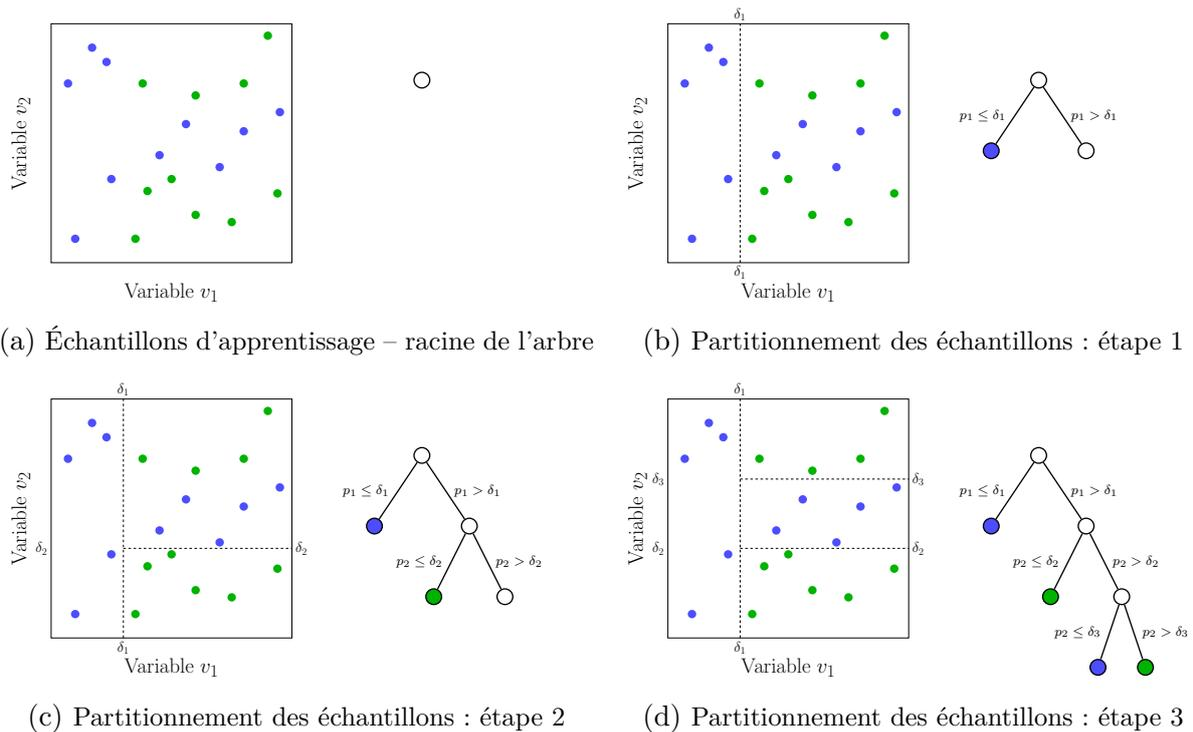 Variable v₂
Variable v₁
(a) Échantillons d'apprentissage – racine de l'arbre
δ₁
Variable v₂
p₁ ≤ δ₁
p₁ > δ₁
δ₁
Variable v₁
(b) Partitionnement des échantillons : étape 1
δ₁
Variable v₂
δ₂
δ₂
p₁ ≤ δ₁
p₁ > δ₁
p₂ ≤ δ₂
p₂ > δ₂
δ₁
Variable v₁
(c) Partitionnement des échantillons : étape 2
δ₁
Variable v₂
δ₃
δ₃
δ₂
δ₂
p₁ ≤ δ₁
p₁ > δ₁
p₂ ≤ δ₂
p₂ > δ₂
p₂ ≤ δ₃
p₂ > δ₃
δ₁
Variable v₁
(d) Partitionnement des échantillons : étape 3